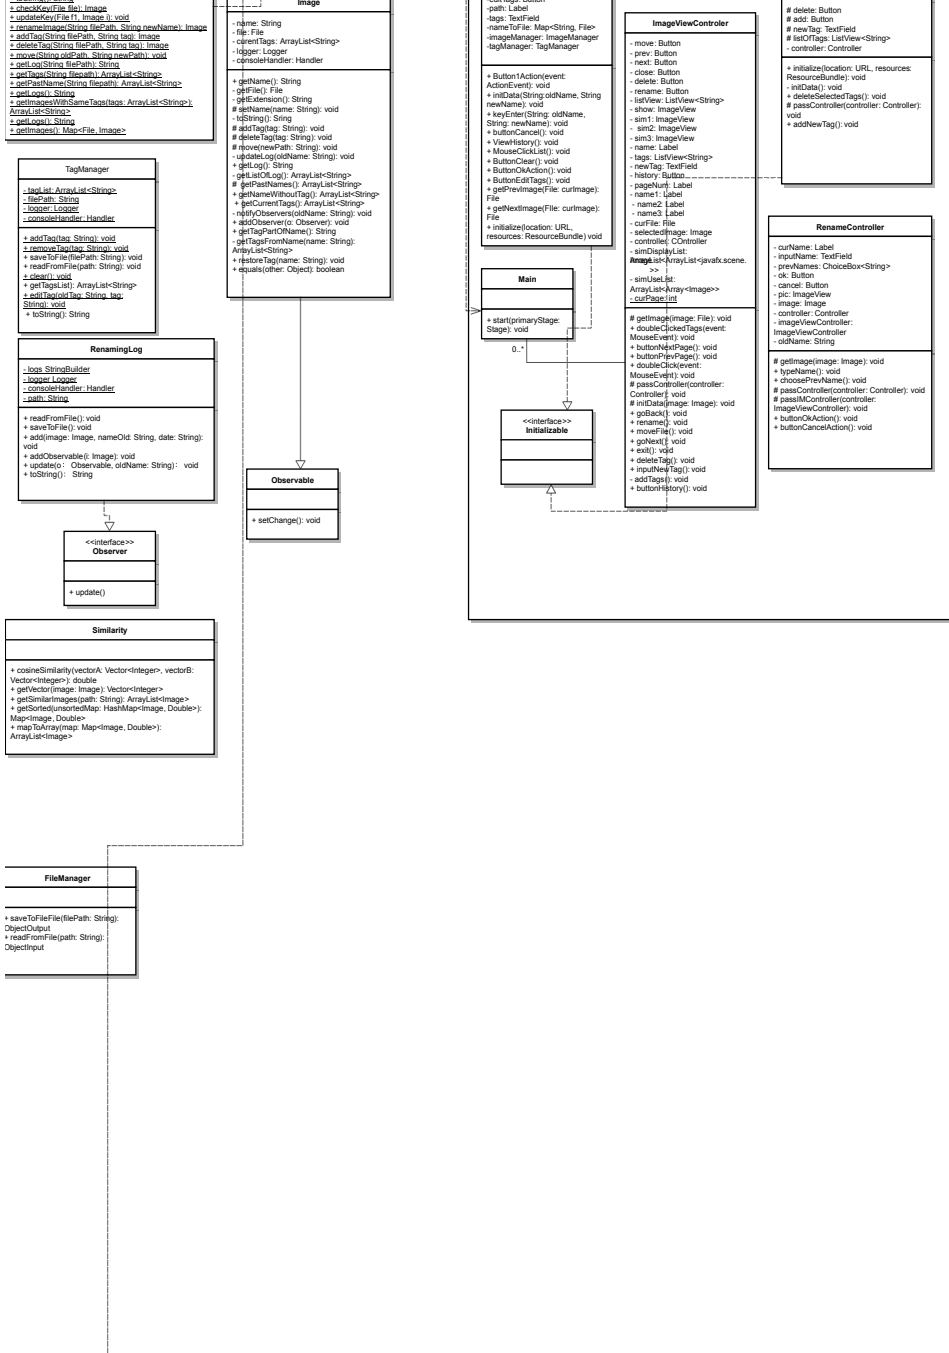 + checkKey(File file): Image
+ updateKey(File f1, Image i): void
+ renameImage(String filePath, String newName): Image
+ addTag(String filePath, String tag): Image
+ deleteTag(String filePath, String tag): Image
+ move(String oldPath, String newPath): void
+ getLog(String filePath): String
+ getTags(String filepath): ArrayList<String>
+ getPastName(String filepath): ArrayList<String>
+ getLogs(): String
+ getImagesWithSameTags(tags: ArrayList<String>):
ArrayList<String>
+ getLogs(): String
+ getImages(): Map<File, Image>
TagManager
- tagList: ArrayList<String>
- filePath: String
- logger: Logger
- consoleHandler: Handler
+ addTag(tag: String): void
+ removeTag(tag: String): void
+ saveToFile(filePath: String): void
+ readFromFile(path: String): void
+ clear(): void
+ getTagsList): ArrayList<String>
+ editTag(oldTag: String, tag:
String): void
+ toString(): String
RenamingLog
- logs StringBuilder
- logger Logger
- consoleHandler: Handler
- path: String
+ readFromFile(): void
+ saveToFile(): void
+ add(image: Image, nameOld: String, date: String):
void
+ addObservable(i: Image): void
+ update(o： Observable, oldName: String)： void
+ toString()： String
<<interface>>
Observer
+ update()
Similarity
+ cosineSimilarity(vectorA: Vector<Integer>, vectorB:
Vector<Integer>): double
+ getVector(image: Image): Vector<Integer>
+ getSimilarImages(path: String): ArrayList<Image>
+ getSorted(unsortedMap: HashMap<Image, Double>):
Map<Image, Double>
+ mapToArray(map: Map<Image, Double>):
ArrayList<Image>
FileManager
+ saveToFileFile(filePath: String):
ObjectOutput
+ readFromFile(path: String):
ObjectInput
Image
- name: String
- file: File
- curentTags: ArrayList<String>
- logger: Logger
- consoleHandler: Handler
+ getName(): String
+ getFile(): File
- getExtension(): String
# setName(name: String): void
- toString(): String
# addTag(tag: String): void
# deleteTag(tag: String): void
# move(newPath: String): void
- updateLog(oldName: String): void
+ getLog(): String
- getListOfLog(): ArrayList<String>
# getPastNames(): ArrayList<String>
+ getNameWithoutTag(): ArrayList<String>
+ getCurrentTags(): ArrayList<String>
- notifyObservers(oldName: String): void
+ addObserver(o: Observer): void
+ getTagPartOfName(): String
- getTagsFromName(name: String):
ArrayList<String>
+ restoreTag(name: String): void
+ equals(other: Object): boolean
Observable
+ setChange(): void
-path: Label
-tags: TextField
-nameToFile: Map<String, File>
-imageManager: ImageManager
-tagManager: TagManager
+ Button1Action(event:
ActionEvent): void
+ initData(String:oldName, String
newName): void
+ keyEnter(String: oldName,
String: newName): void
+ buttonCancel(): void
+ ViewHistory(): void
+ MouseClickList(): void
+ ButtonClear(): void
+ ButtonOkAction(): void
+ ButtonEditTags(): void
+ getPrevImage(File: curImage):
File
+ getNextImage(FIle: curImage):
File
+ initialize(location: URL,
resources: ResourceBundle) void
Main
+ start(primaryStage:
Stage): void
0..*
<<interface>>
Initializable
ImageViewControler
- move: Button
- prev: Button
- next: Button
- close: Button
- delete: Button
- rename: Button
- listView: ListView<String>
- show: ImageView
- sim1: ImageView
- sim2: ImageView
- sim3: ImageView
- name: Label
- tags: ListView<String>
- newTag: TextField
- history: Button
- pageNum: Label
- name1: Label
- name2: Label
- name3: Label
- curFile: File
- selectedImage: Image
- controller: COntroller
- simDisplayList:
ArrayList<ArrayList<javafx.scene.
>>
- simUseList:
ArrayList<Array<Image>>
- curPage: int
# getImage(image: File): void
+ doubleClickedTags(event:
MouseEvent): void
+ buttonNextPage(): void
+ buttonPrevPage(): void
+ doubleClick(event:
MouseEvent): void
# passController(controller:
Controller): void
# initData(image: Image): void
+ goBack(): void
+ rename(): void
+ moveFile(): void
+ goNext(): void
+ exit(): void
+ deleteTag(): void
+ inputNewTag(): void
- addTags(): void
+ buttonHistory(): void
# delete: Button
# add: Button
# newTag: TextField
# listOfTags: ListView<String>
- controller: Controller
+ initialize(location: URL, resources:
ResourceBundle): void
- initData(): void
+ deleteSelectedTags(): void
# passController(controller: Controller):
void
+ addNewTag(): void
RenameController
- curName: Label
- inputName: TextField
- prevNames: ChoiceBox<String>
- ok: Button
- cancel: Button
- pic: ImageView
- image: Image
- controller: Controller
- imageViewController:
ImageViewController
- oldName: String
# getImage(image: Image): void
+ typeName(): void
+ choosePrevName(): void
# passController(controller: Controller): void
# passIMController(controller:
ImageViewController): void
+ buttonOkAction(): void
+ buttonCancelAction(): void